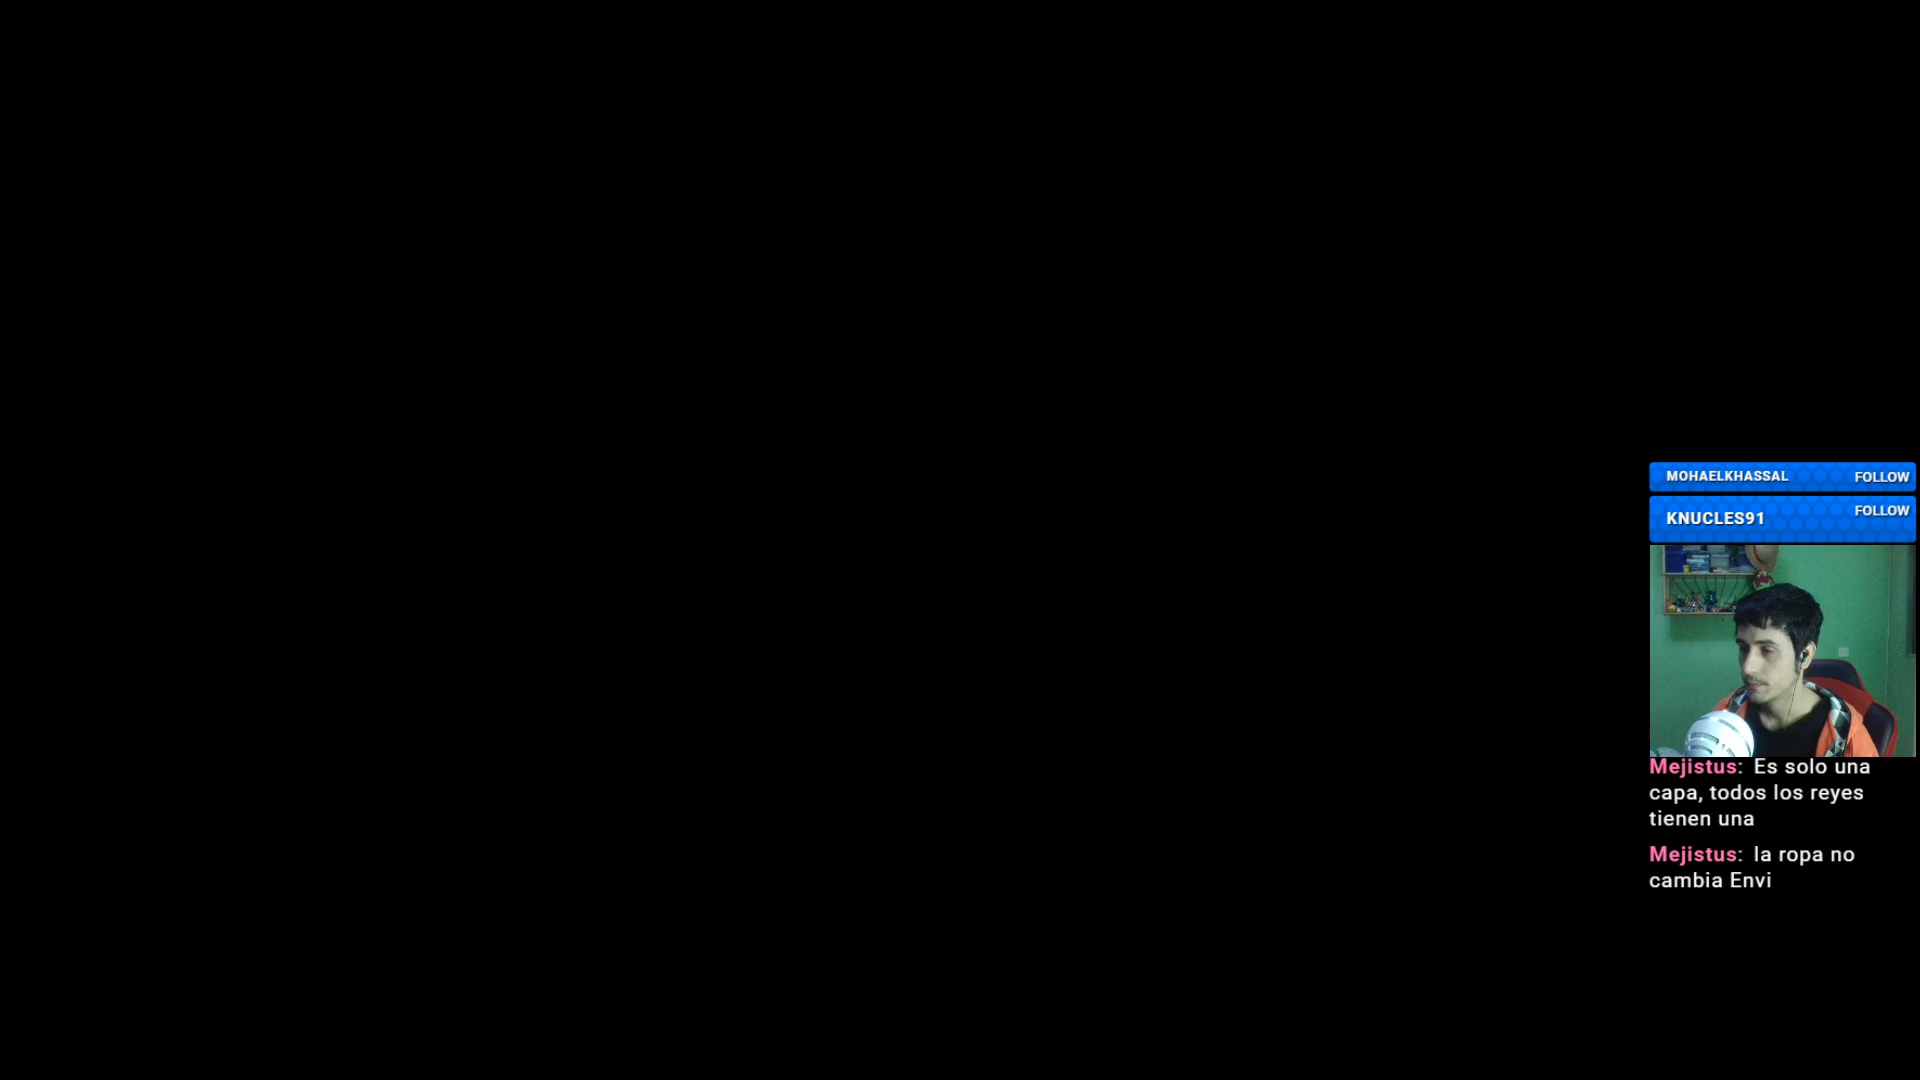 MOHAELKHASSAL FOLLOW
KNUCLES91 FOLLOW
Mejistus: Es solo una
capa, todos los reyes
tienen una
Mejistus: la ropa no
cambia Envi